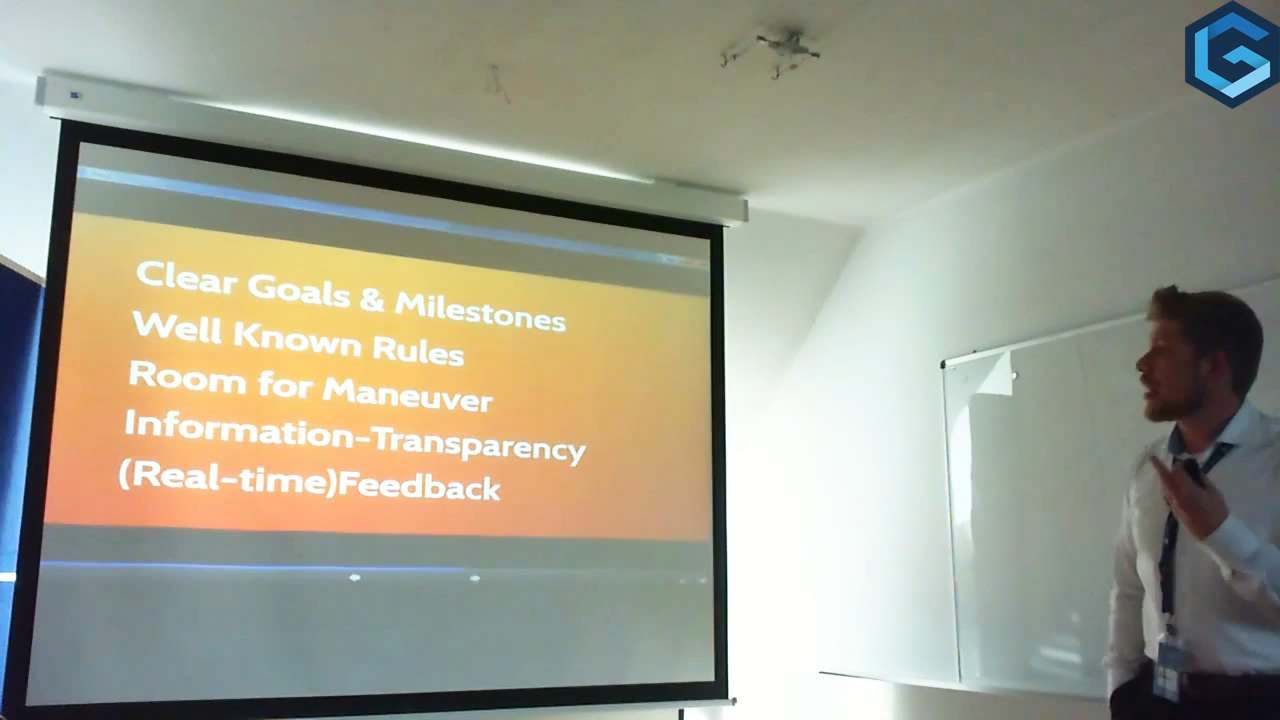 Clear Goals & Milestones
Well Known Rules
Room for Maneuver
Information-Transparency
(Real-time)Feedback